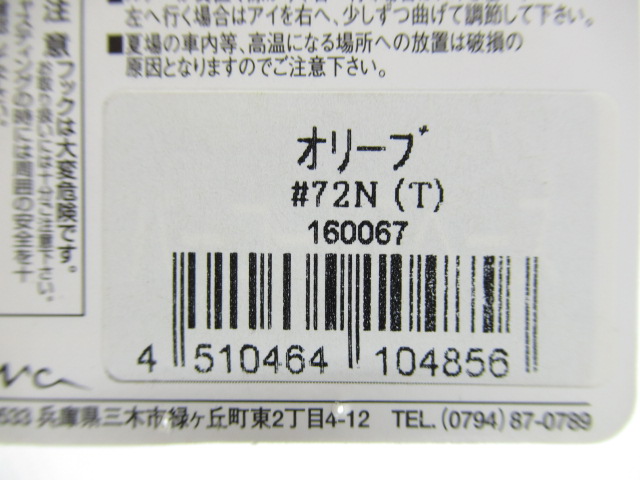 左へ行く場合はアイを右へ、少しずつ曲げて調節して下さい。
■夏場の車内等、高温になる場所への放置は破損の
原因となりますのでご注意下さい。
注意
フックは大変危険です。
オリーブ
#72N (T)
160067
4 510464 104856
兵庫県三木市緑ヶ丘町東2丁目4-12 TEL.(0794)87-0789